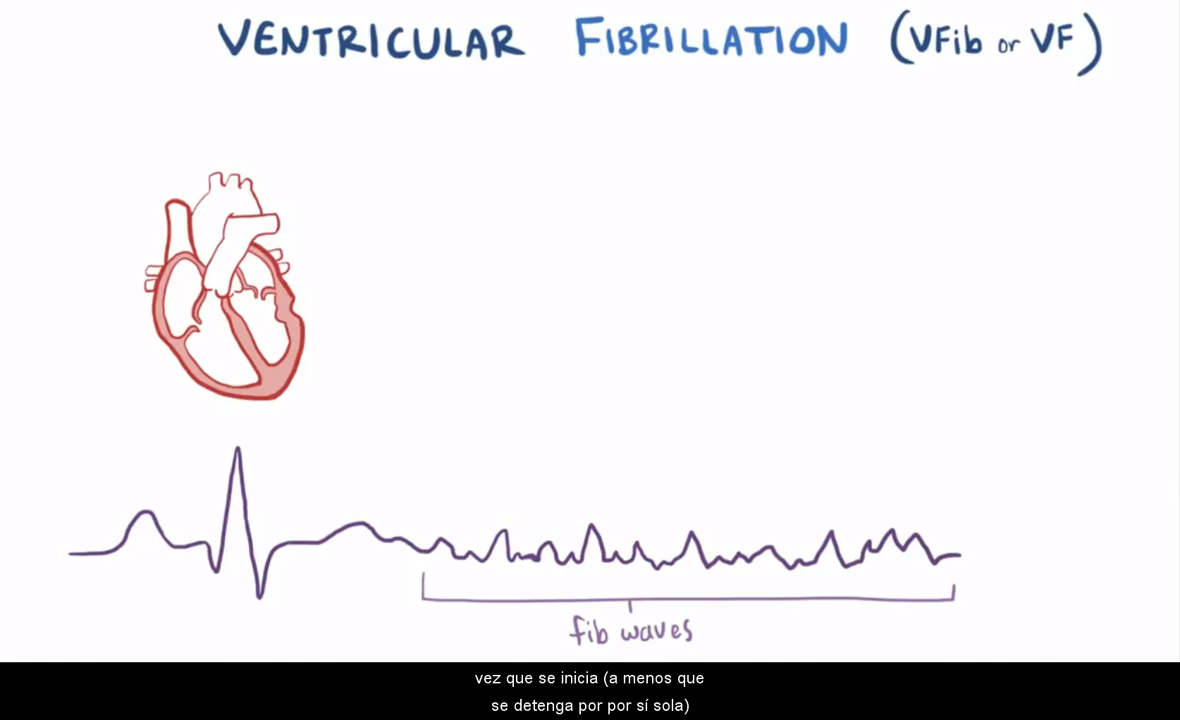 VENTRICULAR FIBRILLATION (VFib or VF)
fib waves
vez que se inicia (a menos que
se detenga por por sí sola)